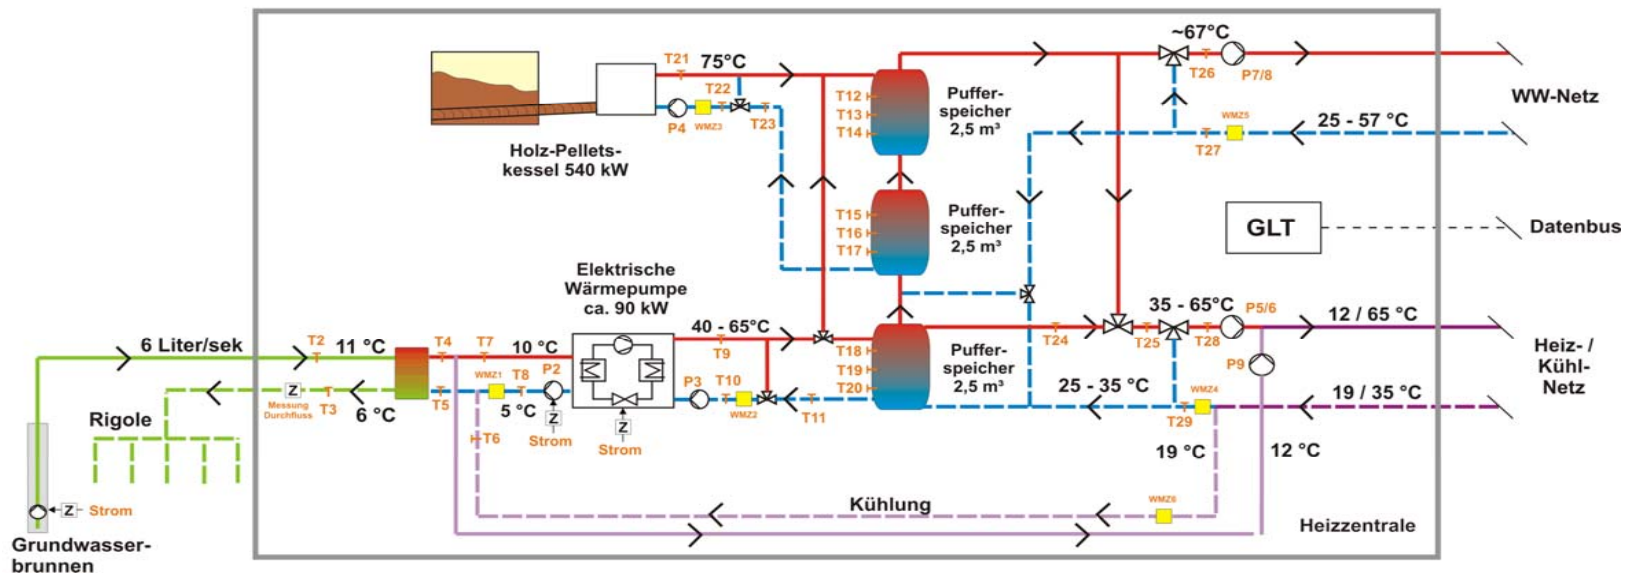 T21
75°C
T22
P4
WMZ3
T23
Holz-Pellets-
kessel 540 kW
T12
T13
T14
Puffer-
speicher
2,5 m³
~67°C
T26
P7/8
WW-Netz
WMZ5
T27
25 - 57 °C
T15
T16
T17
Puffer-
speicher
2,5 m³
GLT
Datenbus
Elektrische
Wärmepumpe
ca. 90 kW
6 Liter/sek
T2
11 °C
T4
T7
10 °C
P2
40 - 65°C
T9
T18
T19
T20
Puffer-
speicher
2,5 m³
T24
35 - 65°C
T25
T28
P5/6
P9
12 / 65 °C
Heiz- /
Kühl-
Netz
Z
Messung
Durchfluss
T3
6 °C
T5
WMZ1
T8
5 °C
Z
Strom
Z
Strom
P3
T10
WMZ2
T11
25 - 35 °C
WMZ4
T29
19 / 35 °C
Rigole
T6
19 °C
12 °C
Kühlung
WMZ6
Heizzentrale
Z
Strom
Grundwasser-
brunnen